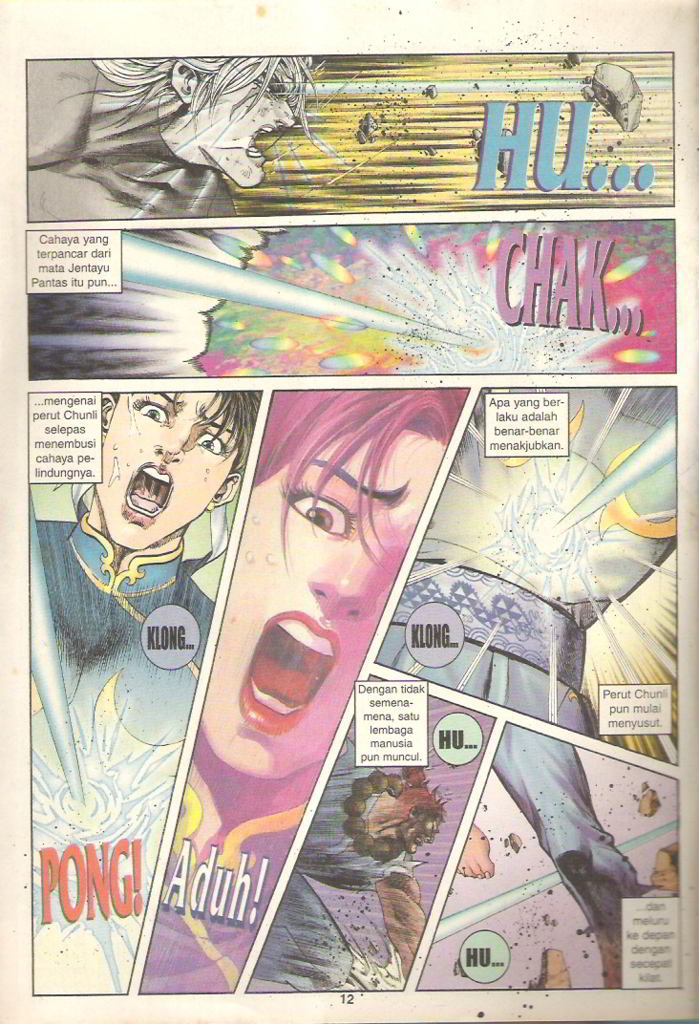 HU...
Cahaya yang
terpancar dari
mata Jentayu
Pantas itu pun...
CHAK...
...mengenai
perut Chunli
selepas
menembusi
cahaya pe-
lindungnya.
KLONG...
PONG!
Aduh!
Apa yang ber-
laku adalah
benar-benar
menakjubkan.
KLONG...
Perut Chunli
pun mulai
menyusut.
Dengan tidak
semena-
mena, satu
lembaga
manusia
pun muncul.
HU...
HU...
...dan
meluru
ke depan
dengan
secepat
kilat.
12